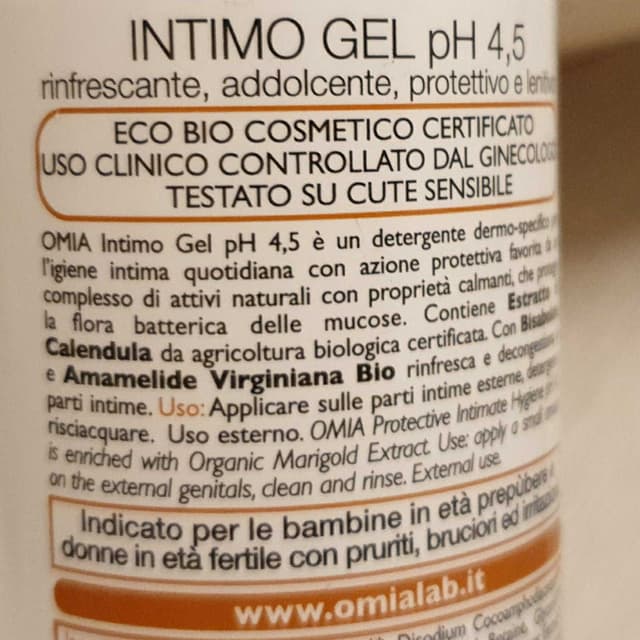 INTIMO GEL pH 4,5
rinfrescante, addolcente, protettivo e
ECO BIO COSMETICO CERTIFICATO
USO CLINICO CONTROLLATO DAL GINECOLOGO
TESTATO SU CUTE SENSIBILE
OMIA Intimo Gel pH 4,5 è un detergente dermo-specifico
l'igiene intima quotidiana con azione protettiva favorita
complesso di attivi naturali con proprietà calmanti, che
la flora batterica delle mucose. Contiene Estratto
Calendula da agricoltura biologica certificata. Con
e Amamelide Virginiana Bio rinfresca e
parti intime. Uso: Applicare sulle parti intime esterne,
risciacquare. Uso esterno. OMIA Protective Intimate Hygiene
is enriched with Organic Marigold Extract. Use: apply a small
on the external genitals, clean and rinse. External use.
Indicato per le bambine in età prepùbere
donne in età fertile con pruriti, bruciori ed
www.omialab.it
Disodium